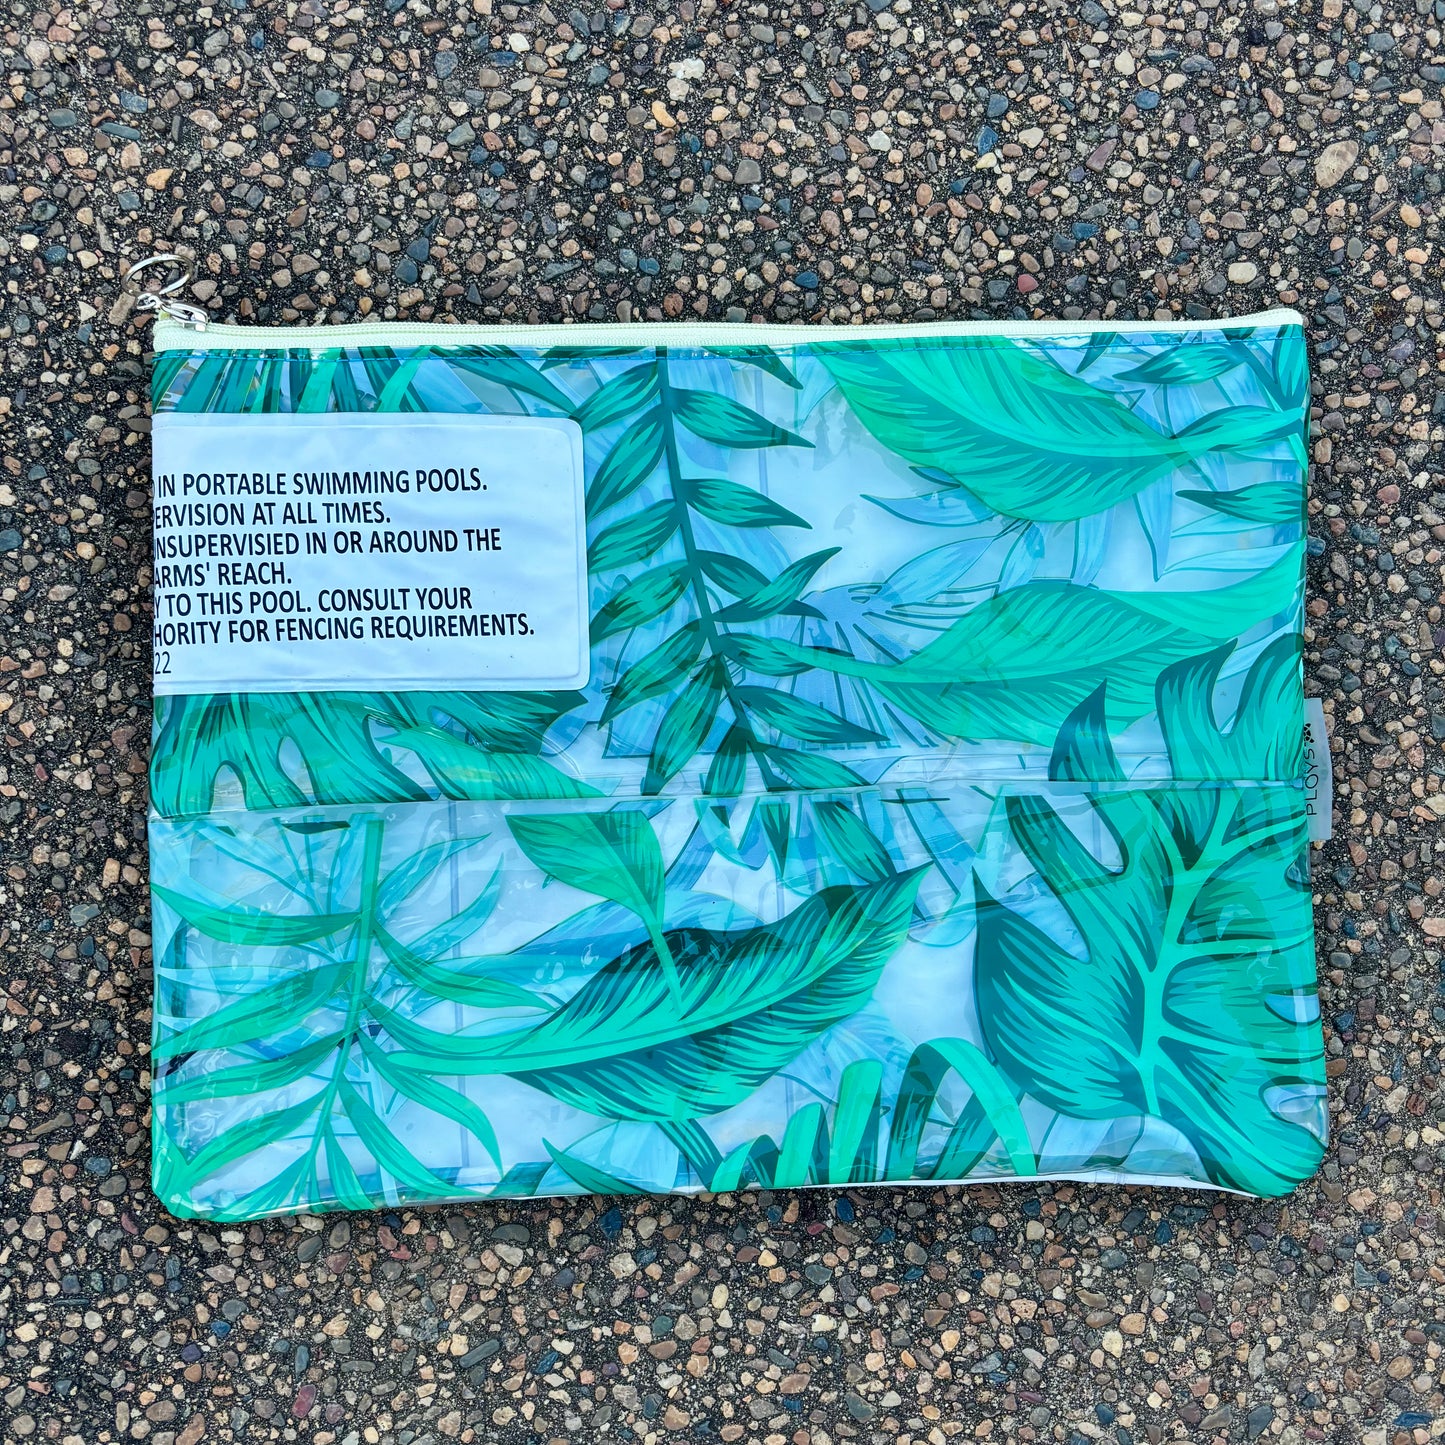 IN PORTABLE SWIMMING POOLS.
ERVISION AT ALL TIMES.
NSUPERVISIED IN OR AROUND THE
ARMS' REACH.
Y TO THIS POOL. CONSULT YOUR
HORITY FOR FENCING REQUIREMENTS.
22
PLOYS